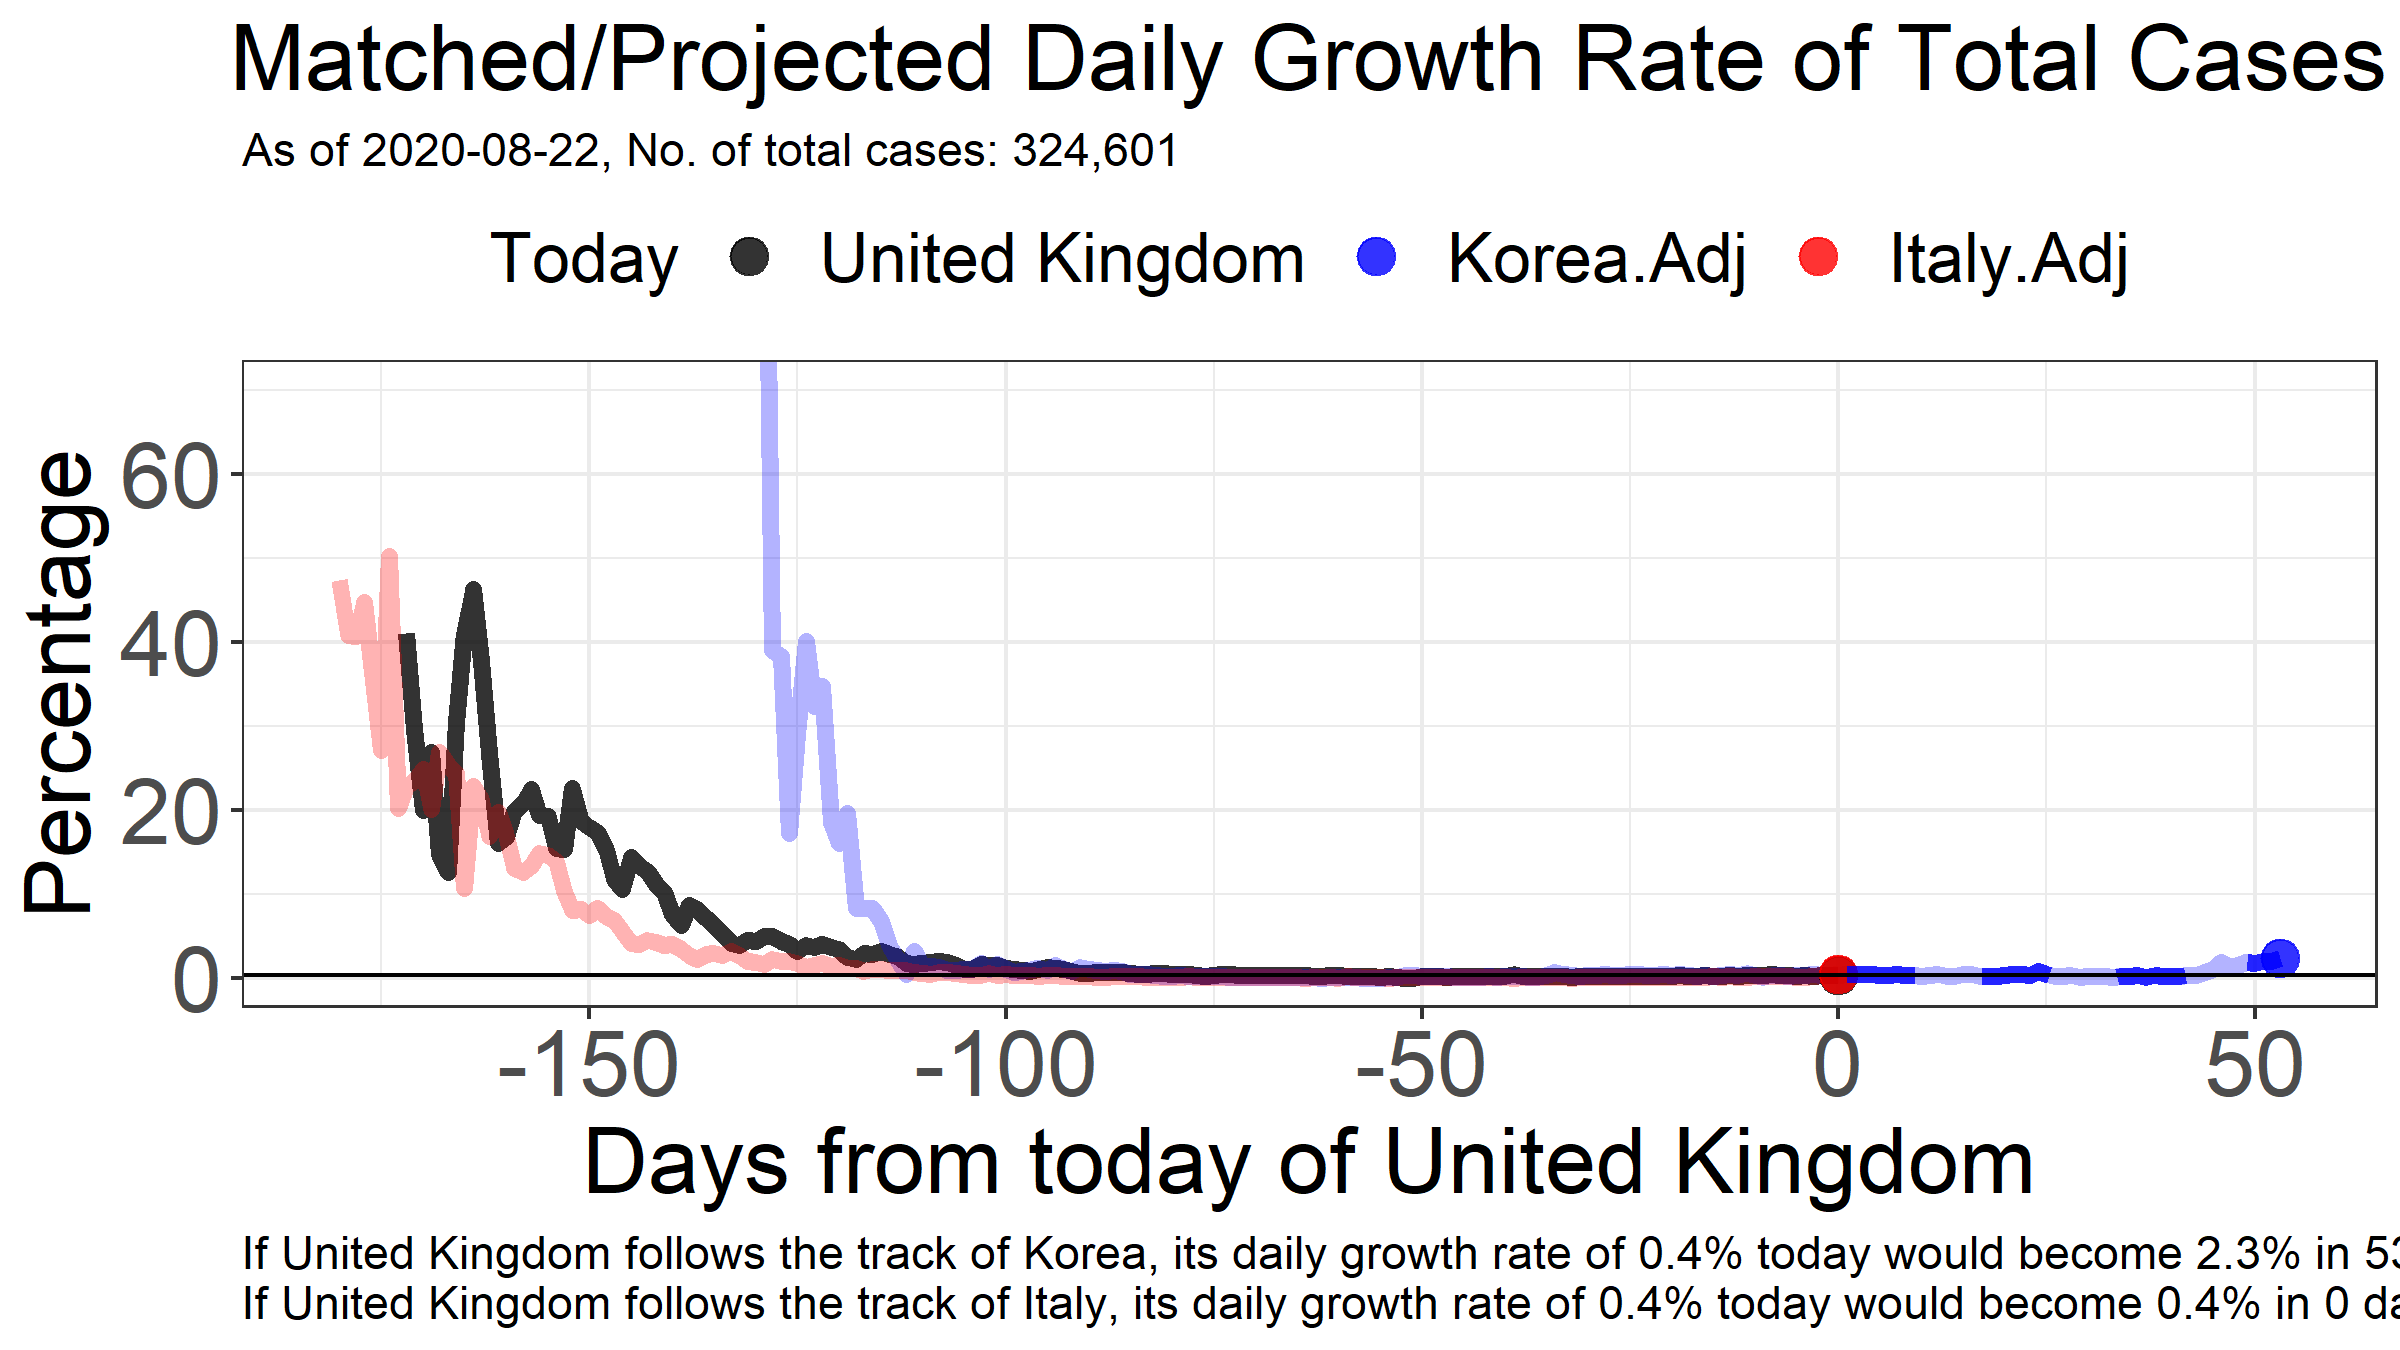 Matched/Projected Daily Growth Rate of Total Cases
As of 2020-08-22, No. of total cases: 324,601
Today United Kingdom Korea.Adj Italy.Adj
Percentage
60
40
20
0
-150 -100 -50 0 50
Days from today of United Kingdom
If United Kingdom follows the track of Korea, its daily growth rate of 0.4% today would become 2.3% in 53
If United Kingdom follows the track of Italy, its daily growth rate of 0.4% today would become 0.4% in 0